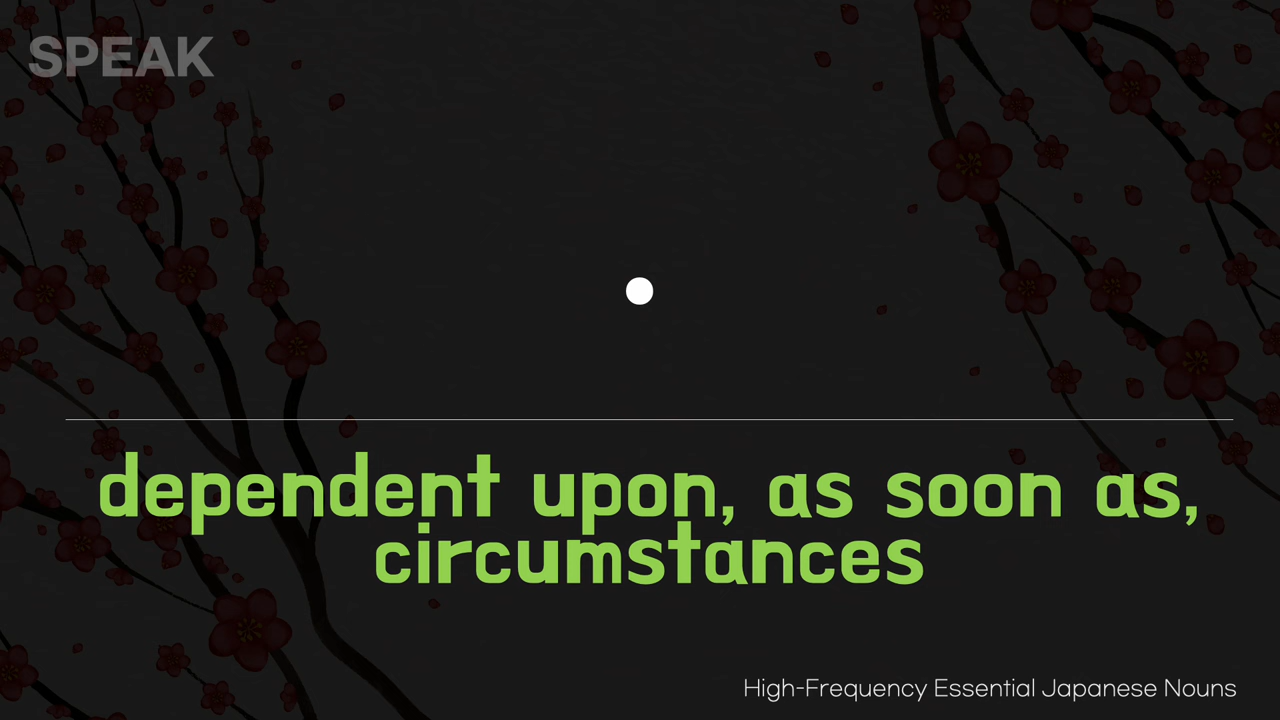 SPEAK
dependent upon, as soon as,
circumstances
High-Frequency Essential Japanese Nouns